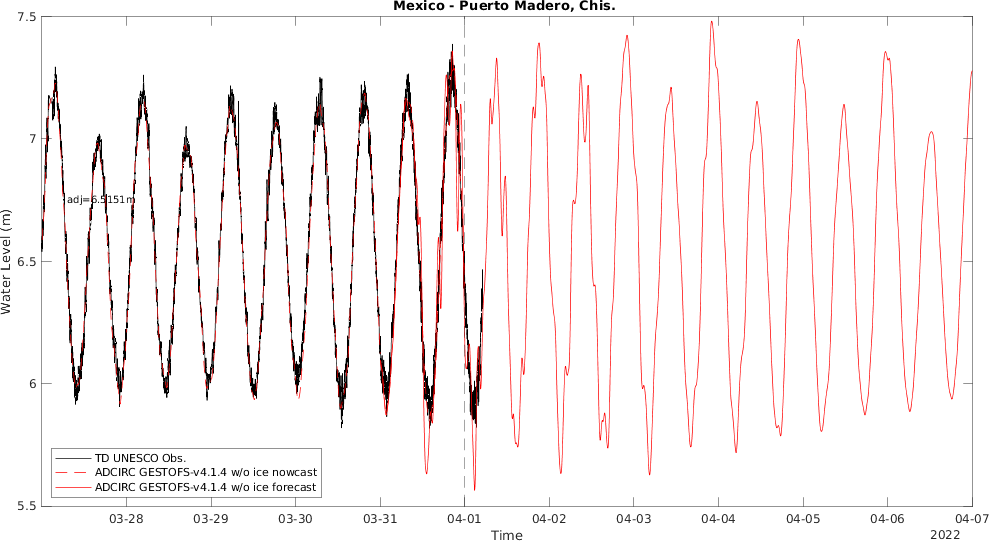 Mexico - Puerto Madero, Chis.
7.5
7
6.5
6
5.5
Water Level (m)
adj=6.5151m
TD UNESCO Obs.
ADCIRC GESTOFS-v4.1.4 w/o ice nowcast
ADCIRC GESTOFS-v4.1.4 w/o ice forecast
03-28 03-29 03-30 03-31 04-01 04-02 04-03 04-04 04-05 04-06 04-07
Time
2022